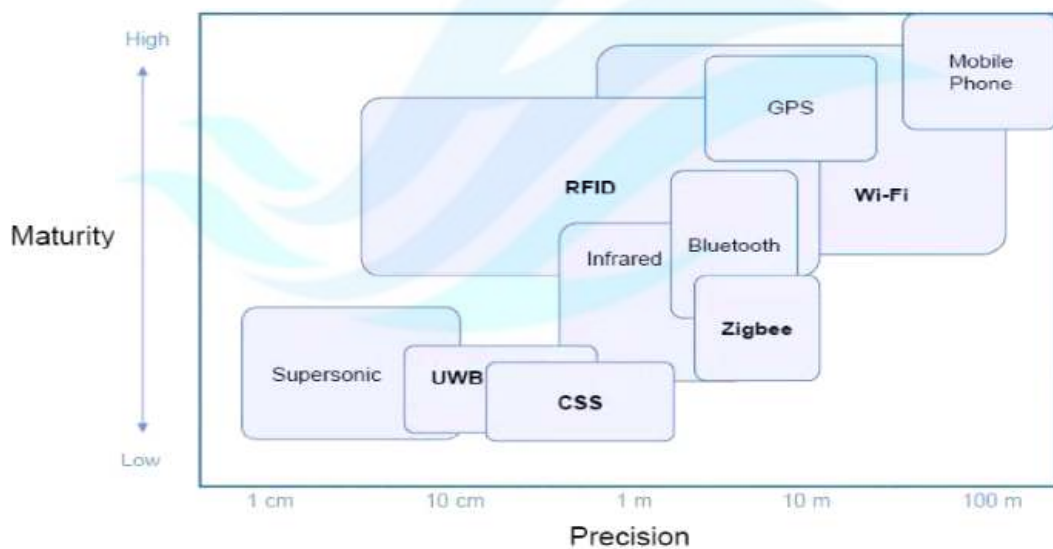 High
Mobile
Phone
GPS
RFID
Wi-Fi
Maturity
Infrared
Bluetooth
Zigbee
Supersonic
UWB
CSS
Low
1 cm
10 cm
1 m
10 m
100 m
Precision